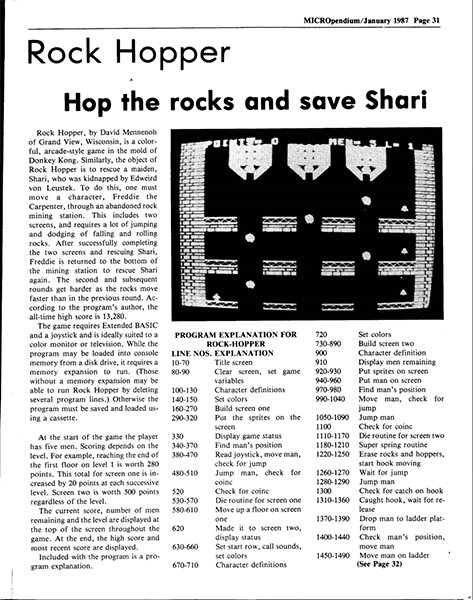 MICROpendium/January 1987 Page 31
Rock Hopper
Hop the rocks and save Shari
Rock Hopper, by David Mennenoh
of Grand View, Wisconsin, is a color-
ful, arcade-style game in the mold of
Donkey Kong. Similarly, the object of
Rock Hopper is to rescue a maiden,
Shari, who was kidnapped by Edweird
von Leustek. To do this, one must
move a character, Freddie the
Carpenter, through an abandoned rock
mining station. This includes two
screens, and requires a lot of jumping
and dodging of falling and rolling
rocks. After successfully completing
the two screens and rescuing Shari,
Freddie is returned to the bottom of
the mining station to rescue Shari
again. The second and subsequent
rounds get harder as the rocks move
faster than in the previous round. Ac-
cording to the program's author, the
all-time high score is 13,280.
The game requires Extended BASIC
and a joystick and is ideally suited to a
color monitor or television. While the
program may be loaded into console
memory from a disk drive, it requires a
memory expansion to run. (Those
without a memory expansion may be
able to run Rock Hopper by deleting
several program lines.) Otherwise the
program must be saved and loaded us-
ing a cassette.
At the start of the game the player
has five men. Scoring depends on the
level. For example, reaching the end of
the first floor on level 1 is worth 280
points. This total for screen one is in-
creased by 20 points at each successive
level. Screen two is worth 500 points
regardless of the level.
The current score, number of men
remaining and the level are displayed at
the top of the screen throughout the
game. At the end, the high score and
most recent score are displayed.
Included with the program is a pro-
gram explanation.
POINTS- 0 MEN- 5 L- 1
PROGRAM EXPLANATION FOR
ROCK-HOPPER
LINE NOS. EXPLANATION
10-70 Title screen
80-90 Clear screen, set game
variables
100-130 Character definitions
140-150 Set colors
160-270 Build screen one
290-320 Put the sprites on the
screen
330 Display game status
340-370 Find man's position
380-470 Read joystick, move man,
check for jump
480-510 Jump man, check for
coinc
520 Check for coinc
530-570 Die routine for screen one
580-610 Move up a floor on screen
one
620 Made it to screen two,
display status
630-660 Set start row, call sounds,
set colors
670-710 Character definitions
720 Set colors
730-890 Build screen two
900 Character definition
910 Display men remaining
920-930 Put sprites on screen
940-960 Put man on screen
970-980 Find man's position
990-1040 Move man, check for
jump
1050-1090 Jump man
1100 Check for coinc
1110-1170 Die routine for screen two
1180-1210 Super spring routine
1220-1250 Erase rocks and hoppers,
start hook moving
1260-1270 Wait for jump
1280-1290 Jump man
1300 Check for catch on hook
1310-1360 Caught hook, wait for re-
lease
1370-1390 Drop man to ladder plat-
form
1400-1440 Check man's position,
move man
1450-1490 Move man on ladder
(See Page 32)